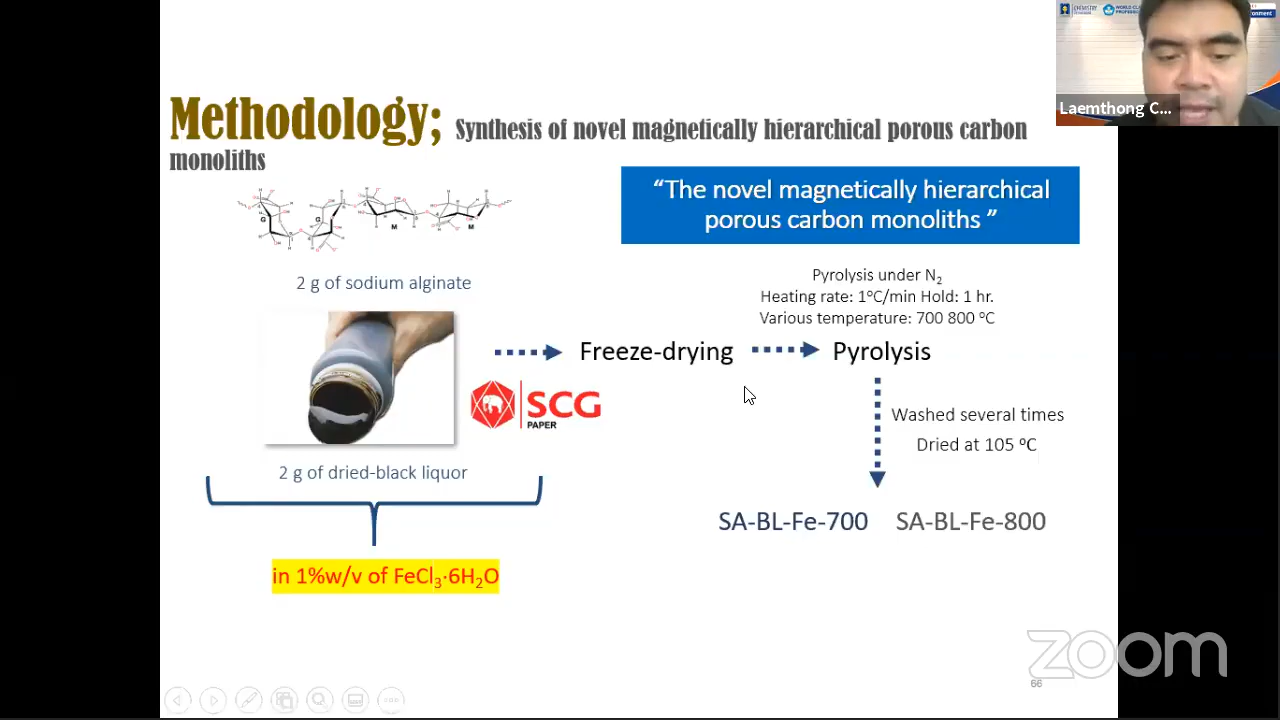 CHEMISTRY
Laemthong C...
Methodology; Synthesis of novel magnetically hierarchical porous carbon
monoliths
“The novel magnetically hierarchical
porous carbon monoliths ”
G
G
M
M
2 g of sodium alginate
Pyrolysis under N₂
Heating rate: 1°C/min Hold: 1 hr.
Various temperature: 700 800 °C
Freeze-drying
Pyrolysis
SCG
PAPER
Washed several times
Dried at 105 °C
2 g of dried-black liquor
SA-BL-Fe-700 SA-BL-Fe-800
in 1%w/v of FeCl₃·6H₂O
zoom
66